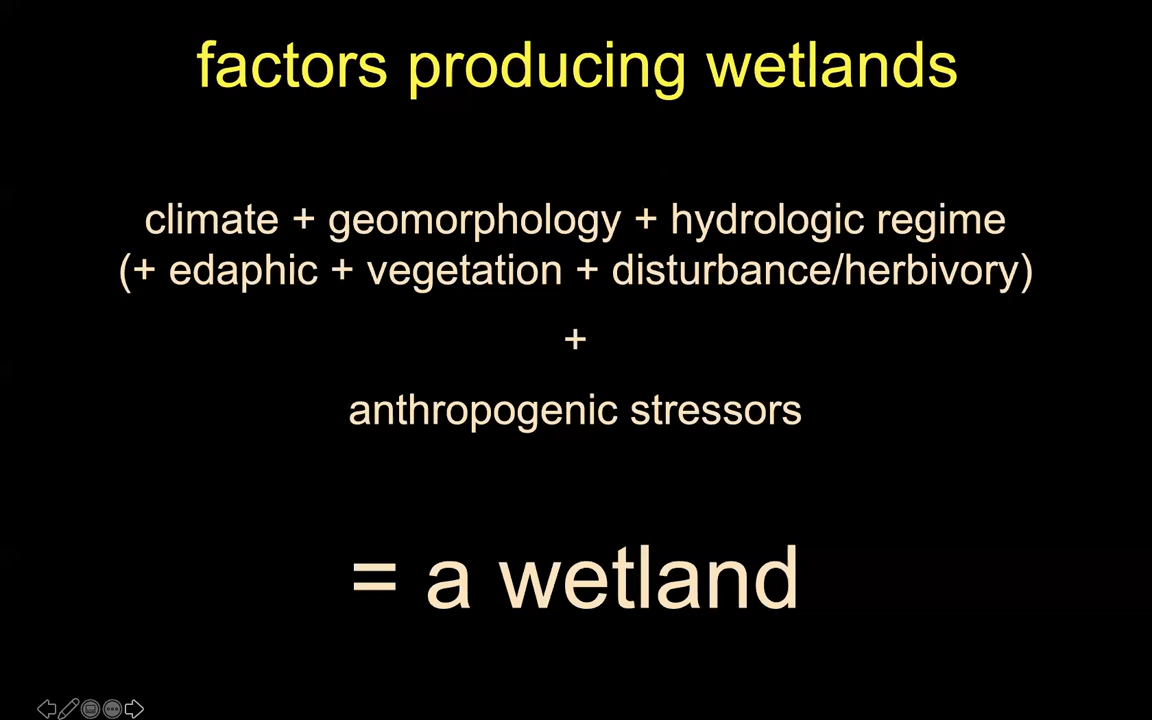 factors producing wetlands
climate + geomorphology + hydrologic regime
(+ edaphic + vegetation + disturbance/herbivory)
+
anthropogenic stressors
= a wetland